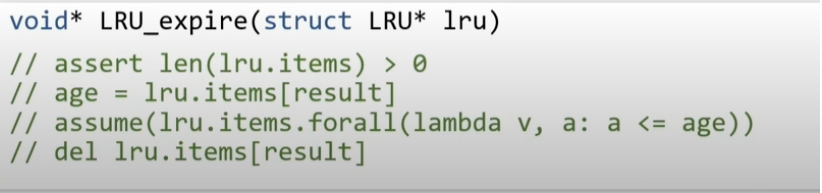 void* LRU_expire(struct LRU* lru)
// assert len(lru.items) > 0
// age = lru.items[result]
// assume(lru.items.forall(lambda v, a: a <= age))
// del lru.items[result]